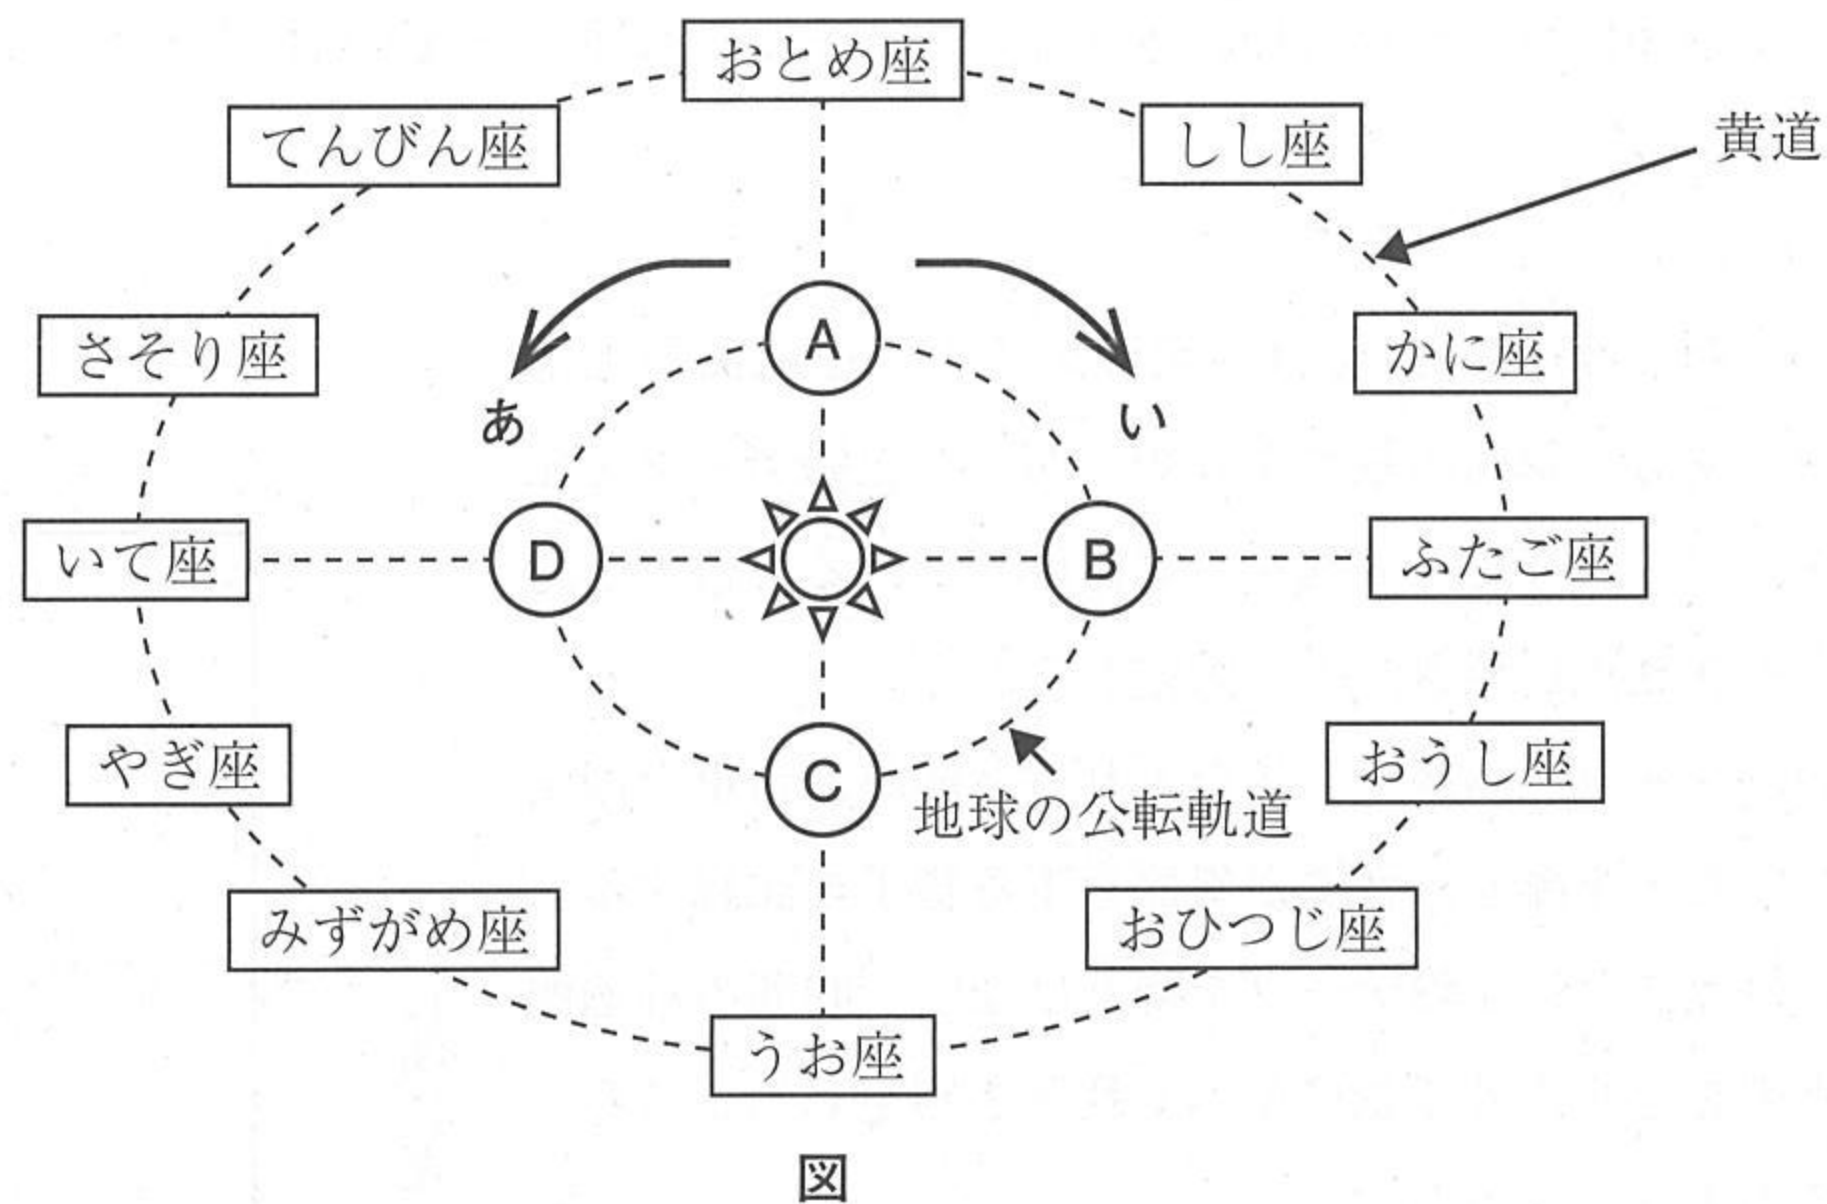 おとめ座
てんびん座
しし座
黄道
さそり座
かに座
A
あ
い
いて座
D
B
ふたご座
やぎ座
おうし座
C
地球の公転軌道
みずがめ座
おひつじ座
うお座
図